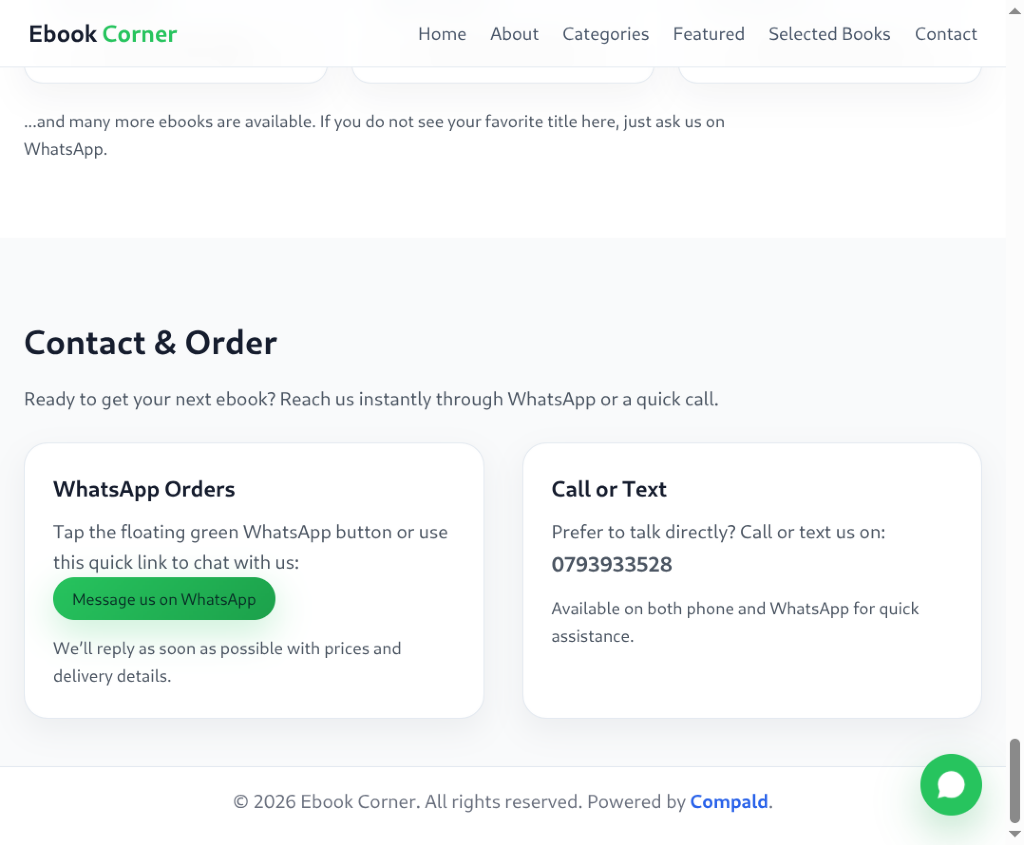 Ebook Corner
Home About Categories Featured Selected Books Contact
...and many more ebooks are available. If you do not see your favorite title here, just ask us on
WhatsApp.
Contact & Order
Ready to get your next ebook? Reach us instantly through WhatsApp or a quick call.
WhatsApp Orders
Tap the floating green WhatsApp button or use
this quick link to chat with us:
Message us on WhatsApp
We’ll reply as soon as possible with prices and
delivery details.
Call or Text
Prefer to talk directly? Call or text us on:
0793933528
Available on both phone and WhatsApp for quick
assistance.
© 2026 Ebook Corner. All rights reserved. Powered by Compald.